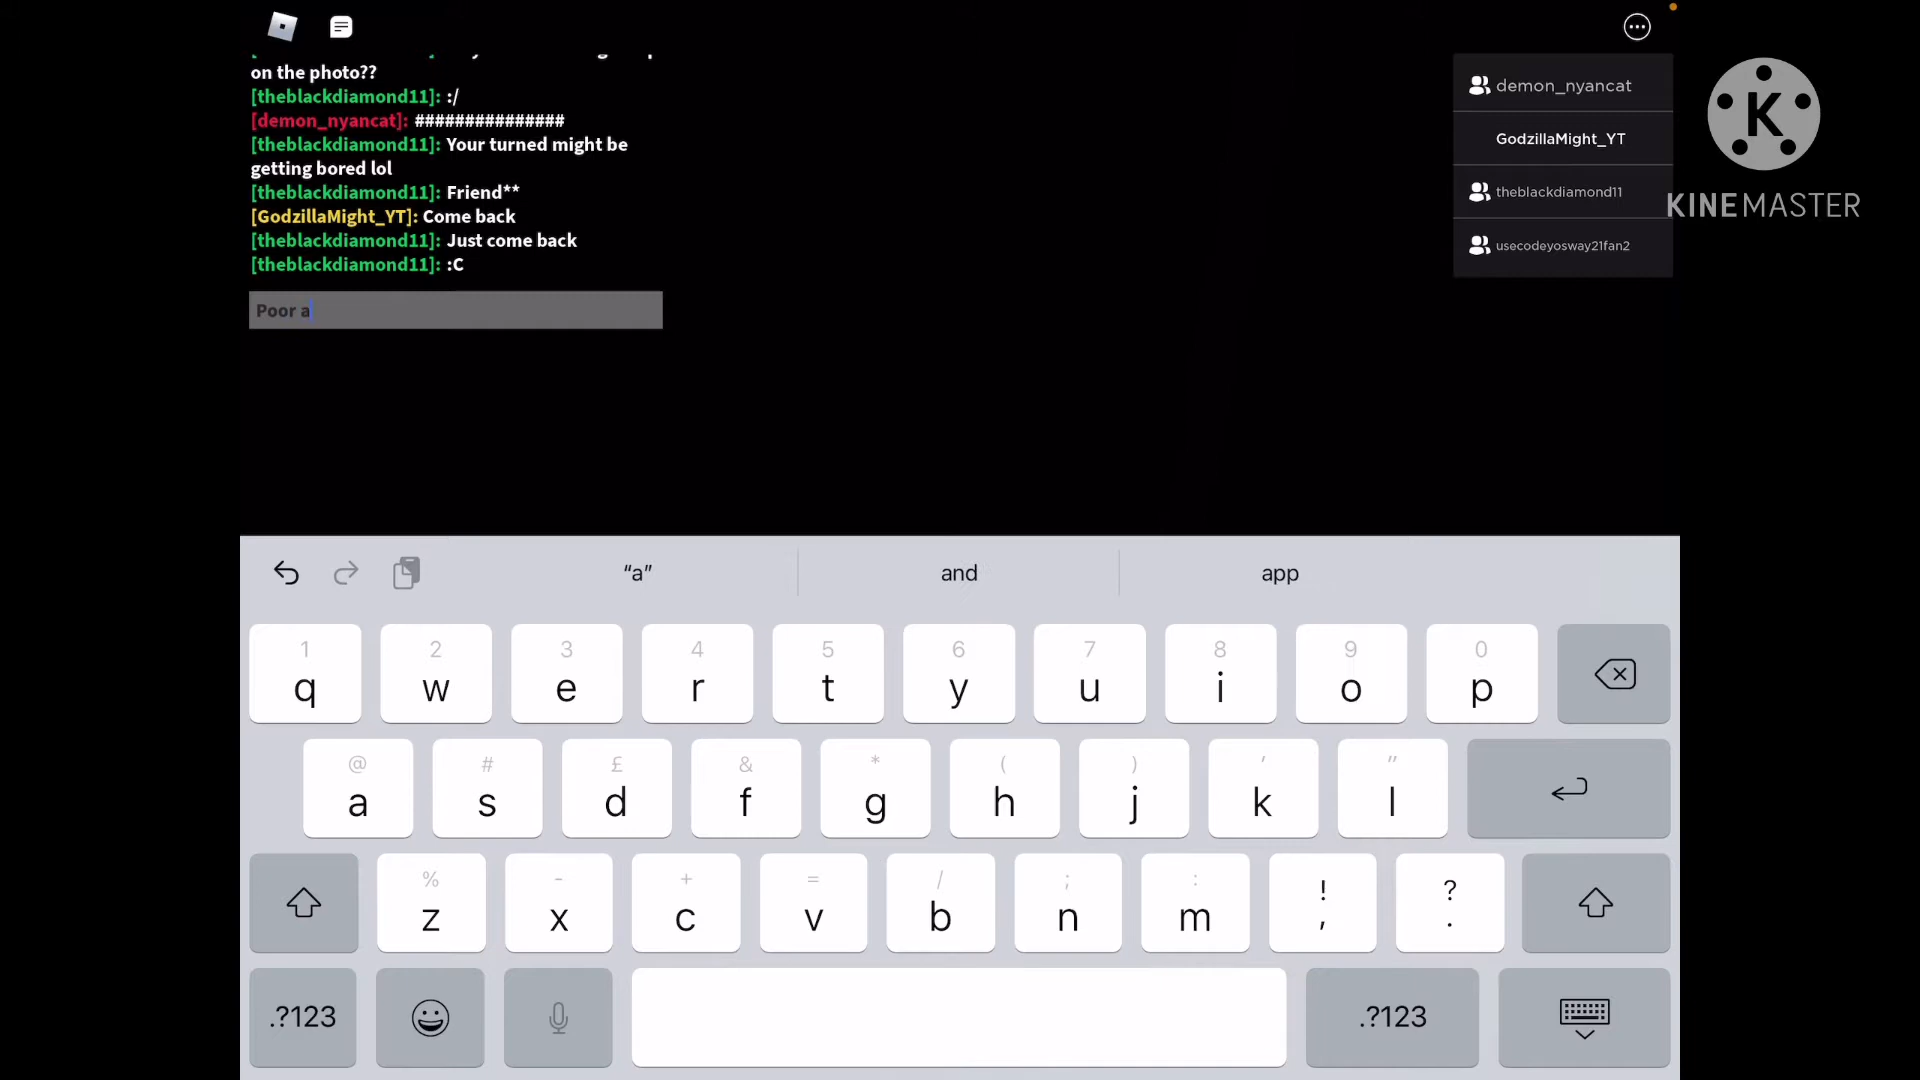 on the photo??
[theblackdiamond11]: :/
[demon_nyancat]: ###############
[theblackdiamond11]: Your turned might be
getting bored lol
[theblackdiamond11]: Friend**
[GodzillaMight_YT]: Come back
[theblackdiamond11]: Just come back
[theblackdiamond11]: :C
Poor a
demon_nyancat
GodzillaMight_YT
theblackdiamond11
usecodeyosway21fan2
K
KINEMASTER
“a” and app
1 2 3 4 5 6 7 8 9 0
q w e r t y u i o p
@ # £ & * ( ) ' "
a s d f g h j k l
% - + = / ; : ! ?
z x c v b n m , .
.?123 .?123